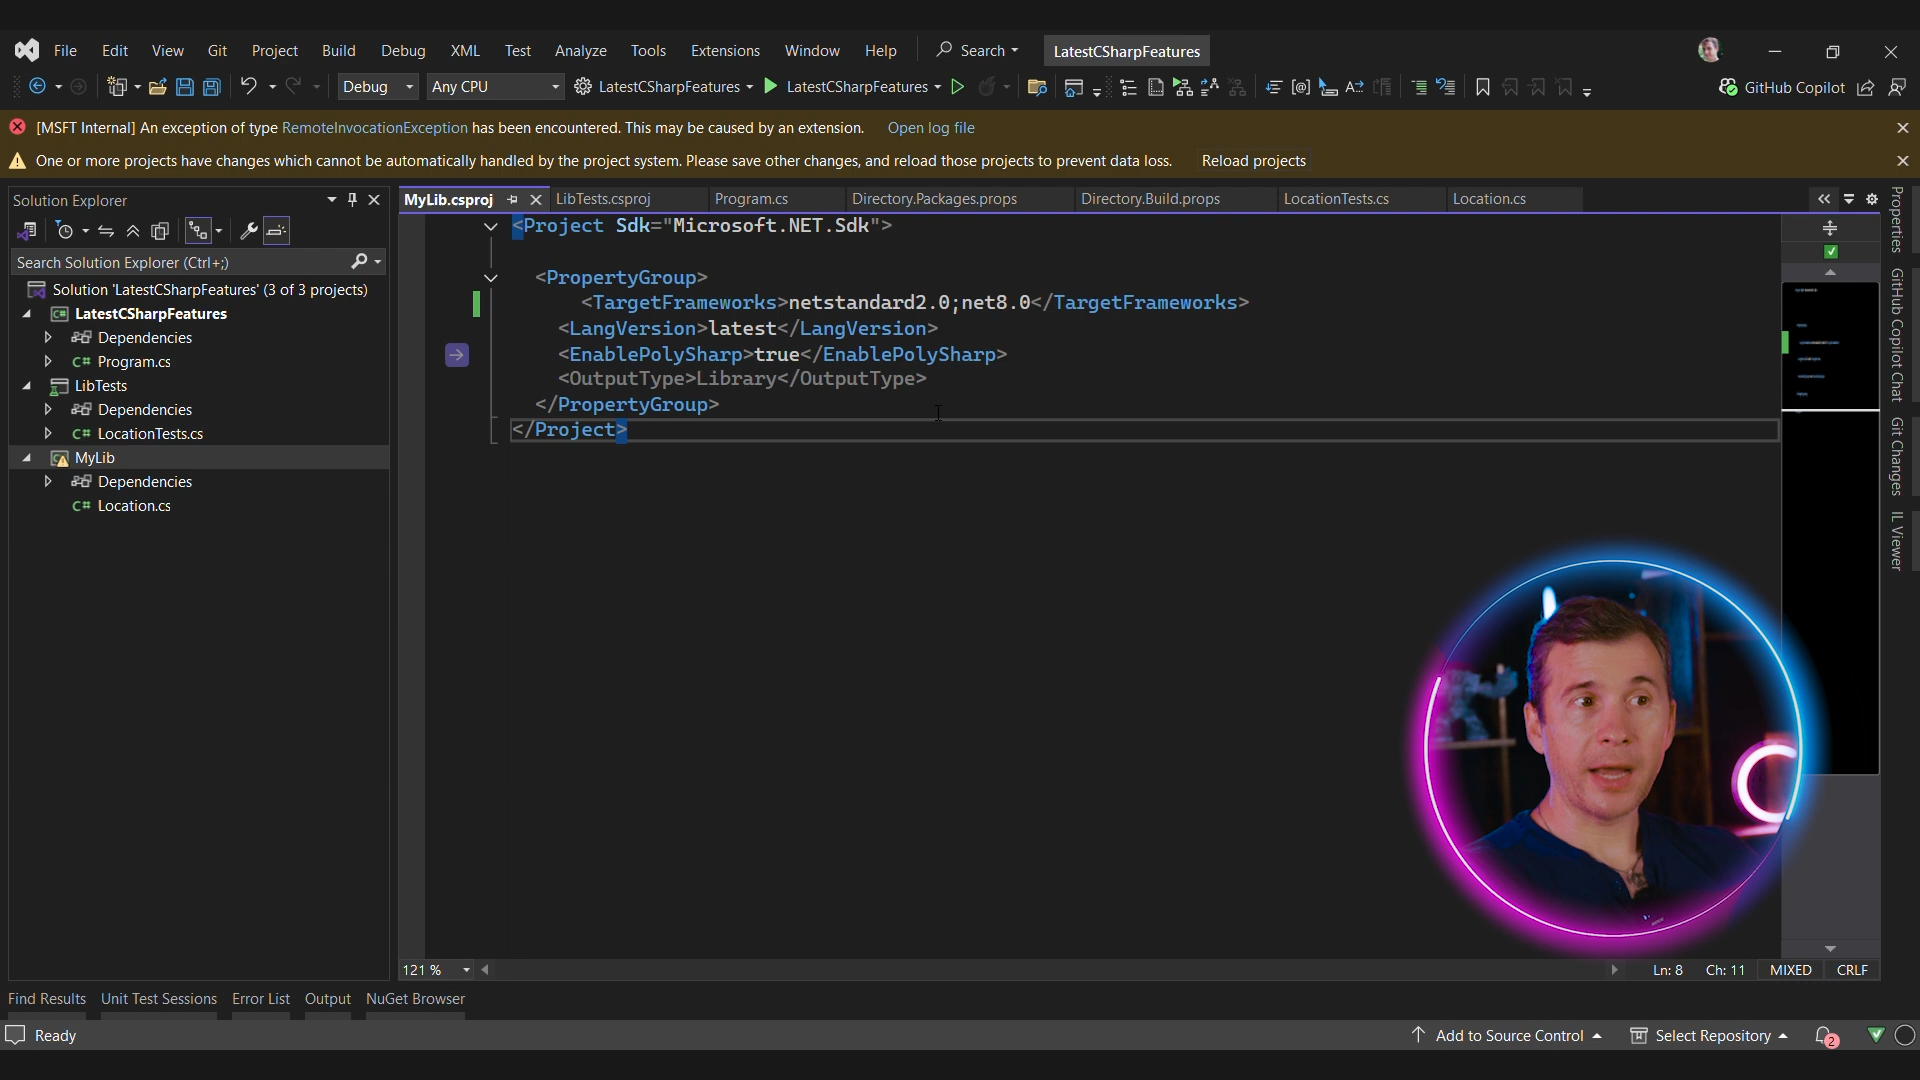 File Edit View Git Project Build Debug XML Test Analyze Tools Extensions Window Help Search LatestCSharpFeatures
Debug Any CPU LatestCSharpFeatures LatestCSharpFeatures GitHub Copilot
[MSFT Internal] An exception of type RemoteInvocationException has been encountered. This may be caused by an extension. Open log file
One or more projects have changes which cannot be automatically handled by the project system. Please save other changes, and reload those projects to prevent data loss. Reload projects
Solution Explorer
Search Solution Explorer (Ctrl+;)
Solution 'LatestCSharpFeatures' (3 of 3 projects)
LatestCSharpFeatures
Dependencies
C# Program.cs
LibTests
Dependencies
C# LocationTests.cs
MyLib
Dependencies
C# Location.cs
MyLib.csproj LibTests.csproj Program.cs Directory.Packages.props Directory.Build.props LocationTests.cs Location.cs
<Project Sdk="Microsoft.NET.Sdk">
<PropertyGroup>
<TargetFrameworks>netstandard2.0;net8.0</TargetFrameworks>
<LangVersion>latest</LangVersion>
<EnablePolySharp>true</EnablePolySharp>
<OutputType>Library</OutputType>
</PropertyGroup>
</Project>
Properties
GitHub Copilot Chat
Git Changes
IL Viewer
121 % Ln: 8 Ch: 11 MIXED CRLF
Find Results Unit Test Sessions Error List Output NuGet Browser
Ready Add to Source Control Select Repository 2